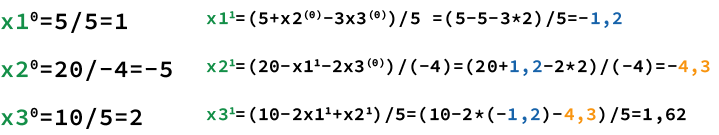 x1⁰=5/5=1
x1¹=(5+x2⁽⁰⁾-3x3⁽⁰⁾)/5 =(5-5-3*2)/5=-1,2
x2⁰=20/-4=-5
x2¹=(20-x1¹-2x3⁽⁰⁾)/(-4)=(20+1,2-2*2)/(-4)=-4,3
x3⁰=10/5=2
x3¹=(10-2x1¹+x2¹)/5=(10-2*(-1,2)-4,3)/5=1,62